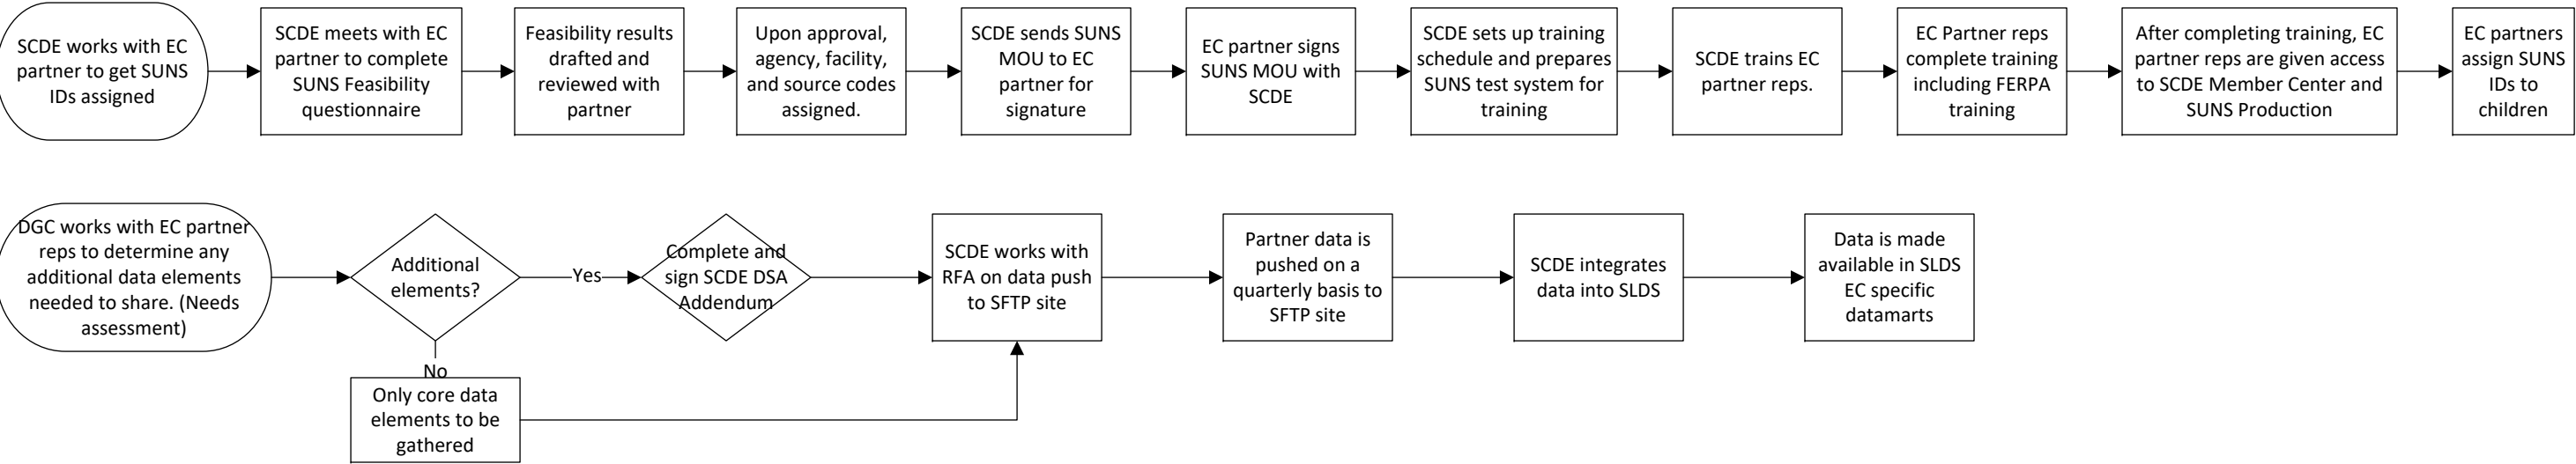 SCDE works with EC
partner to get SUNS
IDs assigned
SCDE meets with EC
partner to complete
SUNS Feasibility
questionnaire
Feasibility results
drafted and
reviewed with
partner
Upon approval,
agency, facility,
and source codes
assigned.
SCDE sends SUNS
MOU to EC
partner for
signature
EC partner signs
SUNS MOU with
SCDE
SCDE sets up training
schedule and prepares
SUNS test system for
training
SCDE trains EC
partner reps.
EC Partner reps
complete training
including FERPA
training
After completing training, EC
partner reps are given access
to SCDE Member Center and
SUNS Production
EC partners
assign SUNS
IDs to
children
DGC works with EC partner
reps to determine any
additional data elements
needed to share. (Needs
assessment)
Additional
elements?
Yes
Complete and
sign SCDE DSA
Addendum
SCDE works with
RFA on data push
to SFTP site
Partner data is
pushed on a
quarterly basis to
SFTP site
SCDE integrates
data into SLDS
Data is made
available in SLDS
EC specific
datamarts
No
Only core data
elements to be
gathered